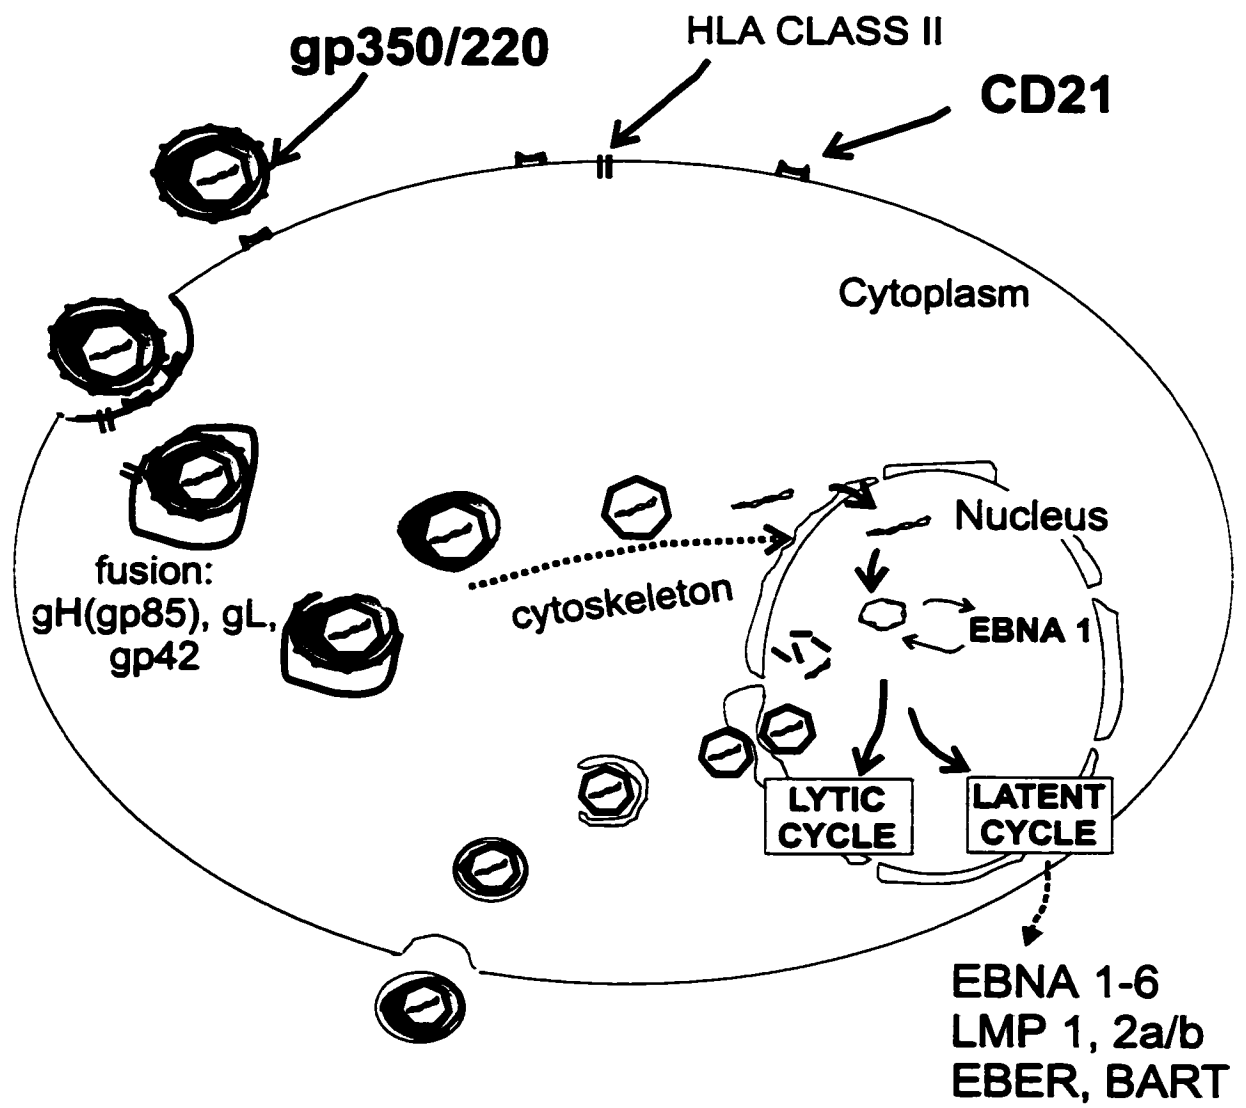 gp350/220
HLA CLASS II
CD21
Cytoplasm
Nucleus
fusion:
gH(gp85), gL,
gp42
cytoskeleton
EBNA 1
LYTIC
CYCLE
LATENT
CYCLE
EBNA 1-6
LMP 1, 2a/b
EBER, BART